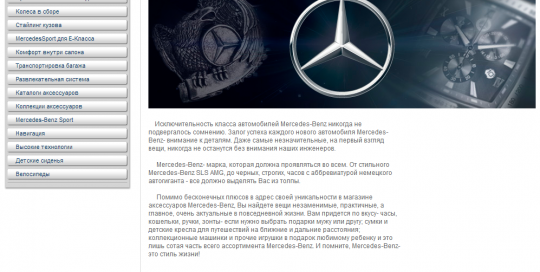 Колеса в сборе
Стайлинг кузова
MercedesSport для E-Класса
Комфорт внутри салона
Транспортировка багажа
Развлекательная система
Каталоги аксессуаров
Коллекции аксессуаров
Mercedes-Benz Sport
Навигация
Высокие технологии
Детские сиденья
Велосипеды
Исключительность класса автомобилей Mercedes-Benz никогда не
подвергалось сомнению. Залог успеха каждого нового автомобиля Mercedes-
Benz- внимание к деталям. Даже самые незначительные, на первый взгляд
вещи, никогда не останутся без внимания наших инженеров.
Mercedes-Benz- марка, которая должна проявляться во всем. От стильного
Mercedes-Benz SLS AMG, до черных, строгих, часов с аббревиатурой немецкого
автогиганта - все должно выделять Вас из толпы.
Помимо бесконечных плюсов в адрес своей уникальности в магазине
аксессуаров Mercedes-Benz, Вы найдете вещи незаменимые, практичные, а
главное, очень актуальные в повседневной жизни. Вам придется по вкусу- часы,
кошельки, ручки, зонты- если нужно выбрать подарки мужу или другу; сумки и
детские кресла для путешествий на ближние и дальние расстояния;
коллекционные машинки и прочие игрушки в подарок любимому ребенку и это
лишь сотая часть всего ассортимента Mercedes-Benz. И помните, Mercedes-Benz-
это стиль жизни!